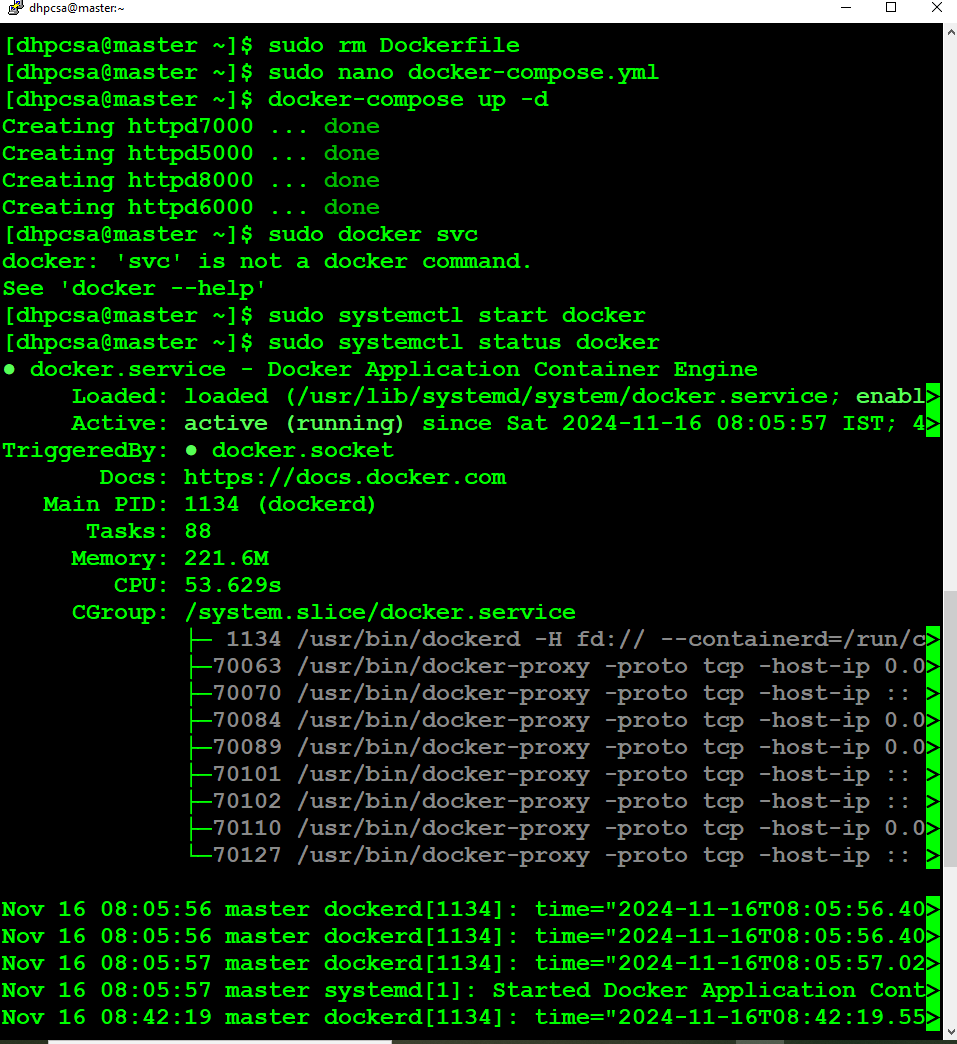 dhpcsa@master:~
[dhpcsa@master ~]$ sudo rm Dockerfile
[dhpcsa@master ~]$ sudo nano docker-compose.yml
[dhpcsa@master ~]$ docker-compose up -d
Creating httpd7000 ... done
Creating httpd5000 ... done
Creating httpd8000 ... done
Creating httpd6000 ... done
[dhpcsa@master ~]$ sudo docker svc
docker: 'svc' is not a docker command.
See 'docker --help'
[dhpcsa@master ~]$ sudo systemctl start docker
[dhpcsa@master ~]$ sudo systemctl status docker
● docker.service - Docker Application Container Engine
Loaded: loaded (/usr/lib/systemd/system/docker.service; enabl>
Active: active (running) since Sat 2024-11-16 08:05:57 IST; 4>
TriggeredBy: ● docker.socket
Docs: https://docs.docker.com
Main PID: 1134 (dockerd)
Tasks: 88
Memory: 221.6M
CPU: 53.629s
CGroup: /system.slice/docker.service
├─ 1134 /usr/bin/dockerd -H fd:// --containerd=/run/c>
├─70063 /usr/bin/docker-proxy -proto tcp -host-ip 0.0>
├─70070 /usr/bin/docker-proxy -proto tcp -host-ip :: >
├─70084 /usr/bin/docker-proxy -proto tcp -host-ip 0.0>
├─70089 /usr/bin/docker-proxy -proto tcp -host-ip 0.0>
├─70101 /usr/bin/docker-proxy -proto tcp -host-ip :: >
├─70102 /usr/bin/docker-proxy -proto tcp -host-ip :: >
├─70110 /usr/bin/docker-proxy -proto tcp -host-ip 0.0>
└─70127 /usr/bin/docker-proxy -proto tcp -host-ip :: >
Nov 16 08:05:56 master dockerd[1134]: time="2024-11-16T08:05:56.40>
Nov 16 08:05:56 master dockerd[1134]: time="2024-11-16T08:05:56.40>
Nov 16 08:05:57 master dockerd[1134]: time="2024-11-16T08:05:57.02>
Nov 16 08:05:57 master systemd[1]: Started Docker Application Cont>
Nov 16 08:42:19 master dockerd[1134]: time="2024-11-16T08:42:19.55>